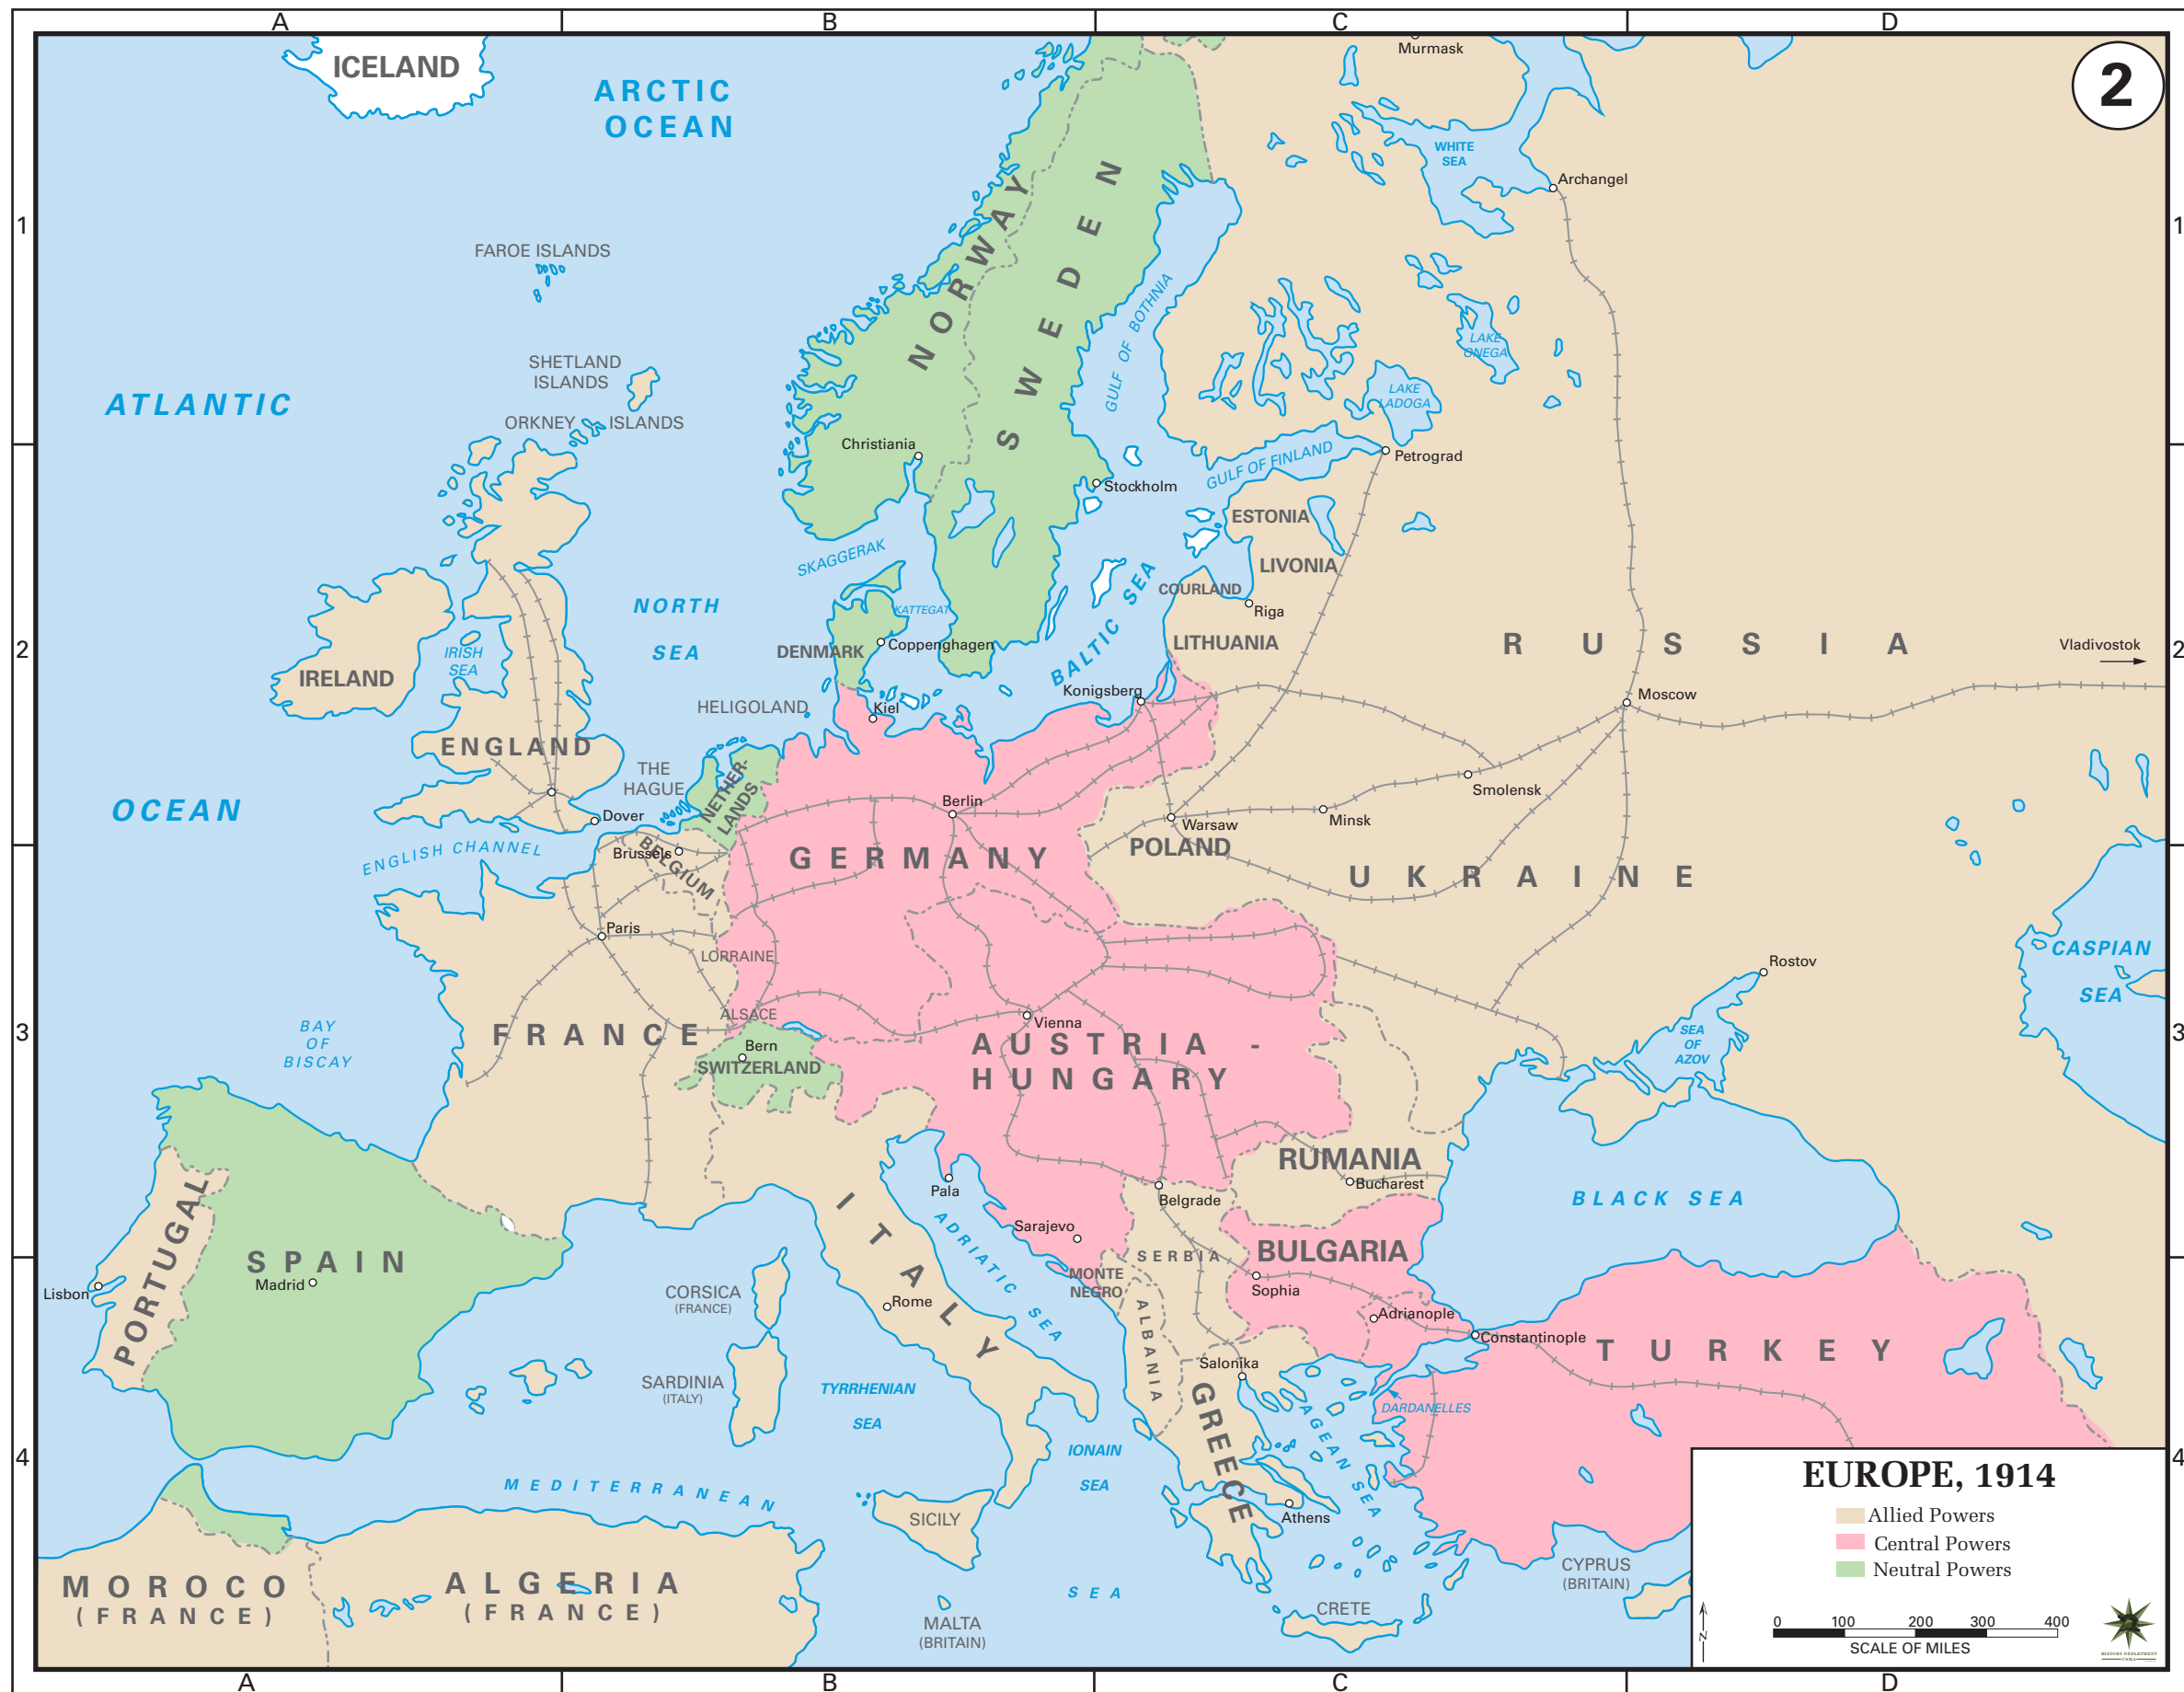 A B C D
2
ICELAND
ARCTIC
OCEAN
Murmask
WHITE
SEA
Archangel
1 1
FAROE ISLANDS
NORWAY
SWEDEN
GULF OF BOTHNIA
LAKE
ONEGA
SHETLAND
ISLANDS
LAKE
LADOGA
ATLANTIC
ORKNEY ISLANDS
Christiania
Petrograd
GULF OF FINLAND
Stockholm
ESTONIA
SKAGGERAK
LIVONIA
COURLAND
NORTH
SEA
KATTEGAT
Riga
BALTIC SEA
LITHUANIA
RUSSIA
Vladivostok
2 2
IRISH
SEA
DENMARK
Coppenghagen
IRELAND
Konigsberg
Moscow
HELIGOLAND
Kiel
ENGLAND
THE
HAGUE
NETHER-
LANDS
Smolensk
OCEAN
Berlin
Dover
Minsk
Warsaw
POLAND
ENGLISH CHANNEL
Brussels
BELGIUM
GERMANY
UKRAINE
Paris
LORRAINE
CASPIAN
SEA
Rostov
ALSACE
BAY
OF
BISCAY
3 3
FRANCE
Vienna
SEA
OF
AZOV
Bern
SWITZERLAND
AUSTRIA -
HUNGARY
RUMANIA
Bucharest
PORTUGAL
Pala
Belgrade
BLACK SEA
ITALY
ADRIATIC SEA
Sarajevo
SERBIA
BULGARIA
SPAIN
Madrid
Lisbon
CORSICA
(FRANCE)
MONTE
NEGRO
Sophia
Rome
ALBANIA
Adrianople
Constantinople
TURKEY
SARDINIA
(ITALY)
TYRRHENIAN
SEA
Salonika
GREECE
DARDANELLES
AGEAN SEA
IONAIN
SEA
4 4
MEDITERRANEAN
SEA
SICILY
Athens
MOROCO
(FRANCE)
ALGERIA
(FRANCE)
MALTA
(BRITAIN)
CRETE
CYPRUS
(BRITAIN)
EUROPE, 1914
Allied Powers
Central Powers
Neutral Powers
N
0 100 200 300 400
SCALE OF MILES
HISTORY DEPARTMENT
USMA
A B C D